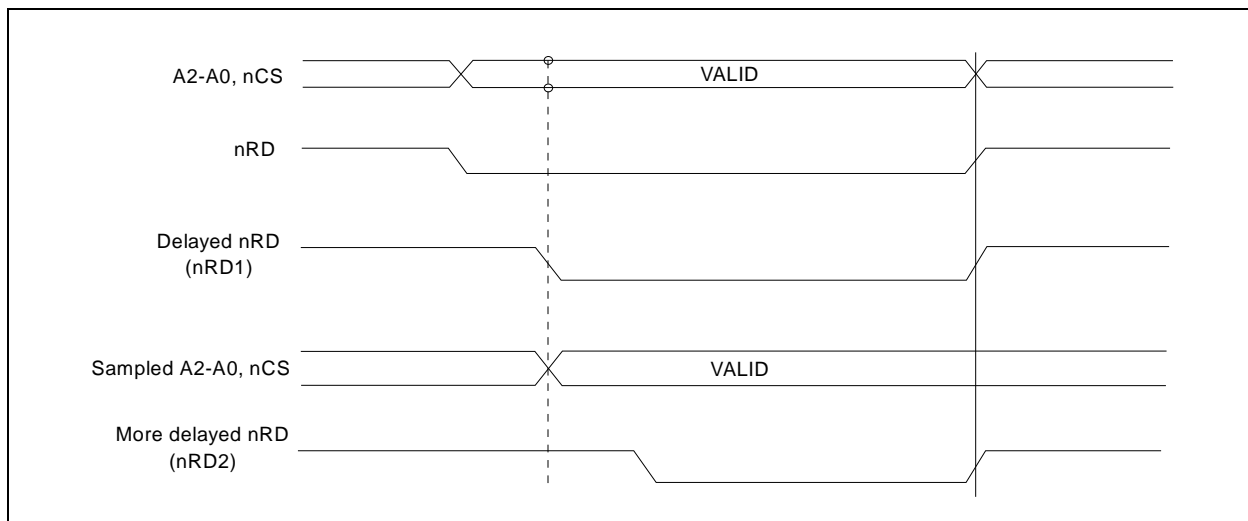 A2-A0, nCS
VALID
nRD
Delayed nRD
(nRD1)
Sampled A2-A0, nCS
VALID
More delayed nRD
(nRD2)